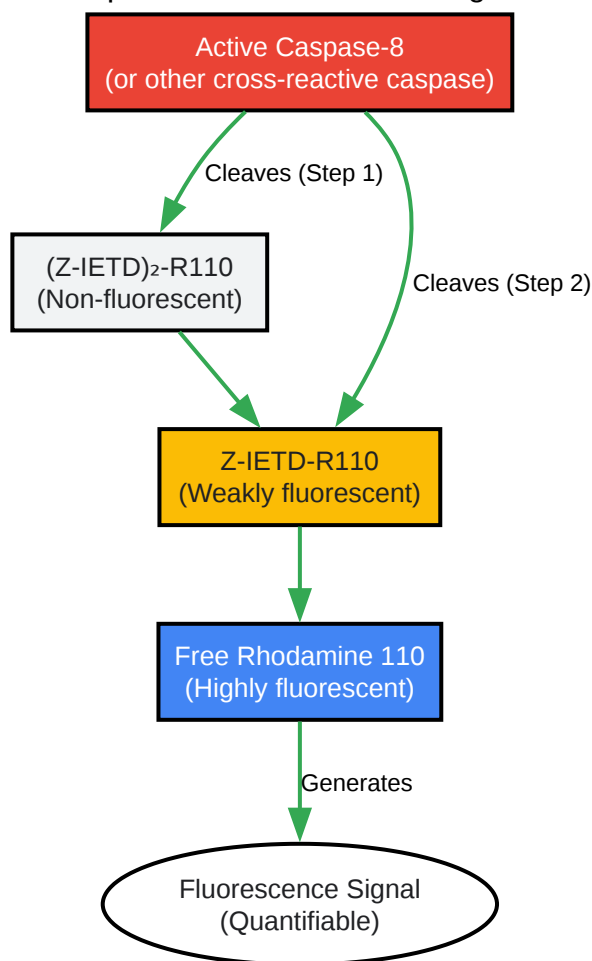 Active Caspase-8
(or other cross-reactive caspase)
Cleaves (Step 1)
(Z-IETD)₂-R110
(Non-fluorescent)
Cleaves (Step 2)
Z-IETD-R110
(Weakly fluorescent)
Free Rhodamine 110
(Highly fluorescent)
Generates
Fluorescence Signal
(Quantifiable)